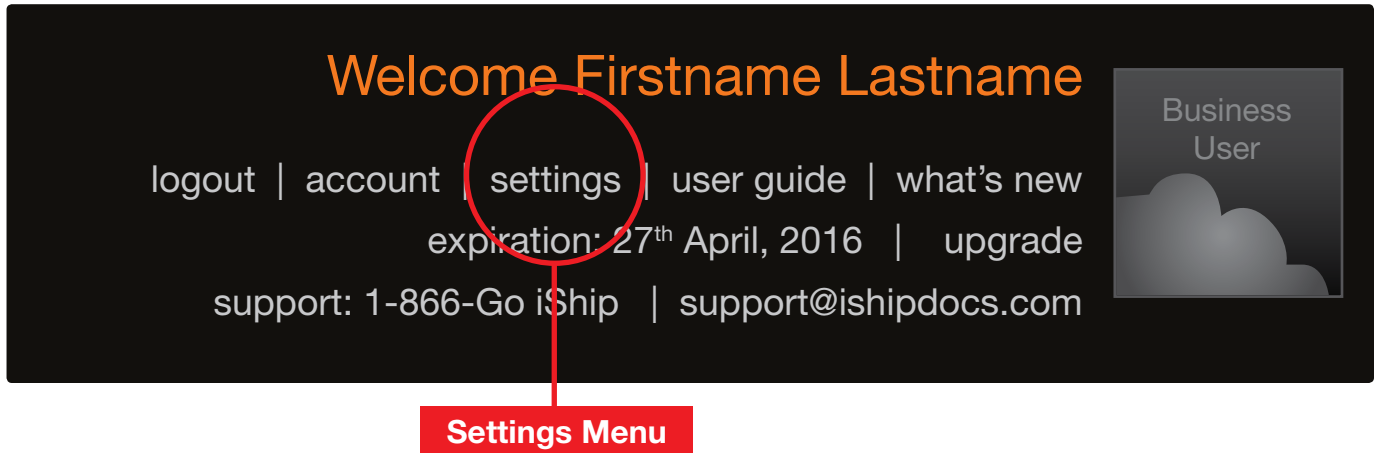 Welcome Firstname Lastname
Business
User
logout | account | settings | user guide | what's new
expiration: 27th April, 2016 | upgrade
support: 1-866-Go iShip | support@ishipdocs.com
Settings Menu